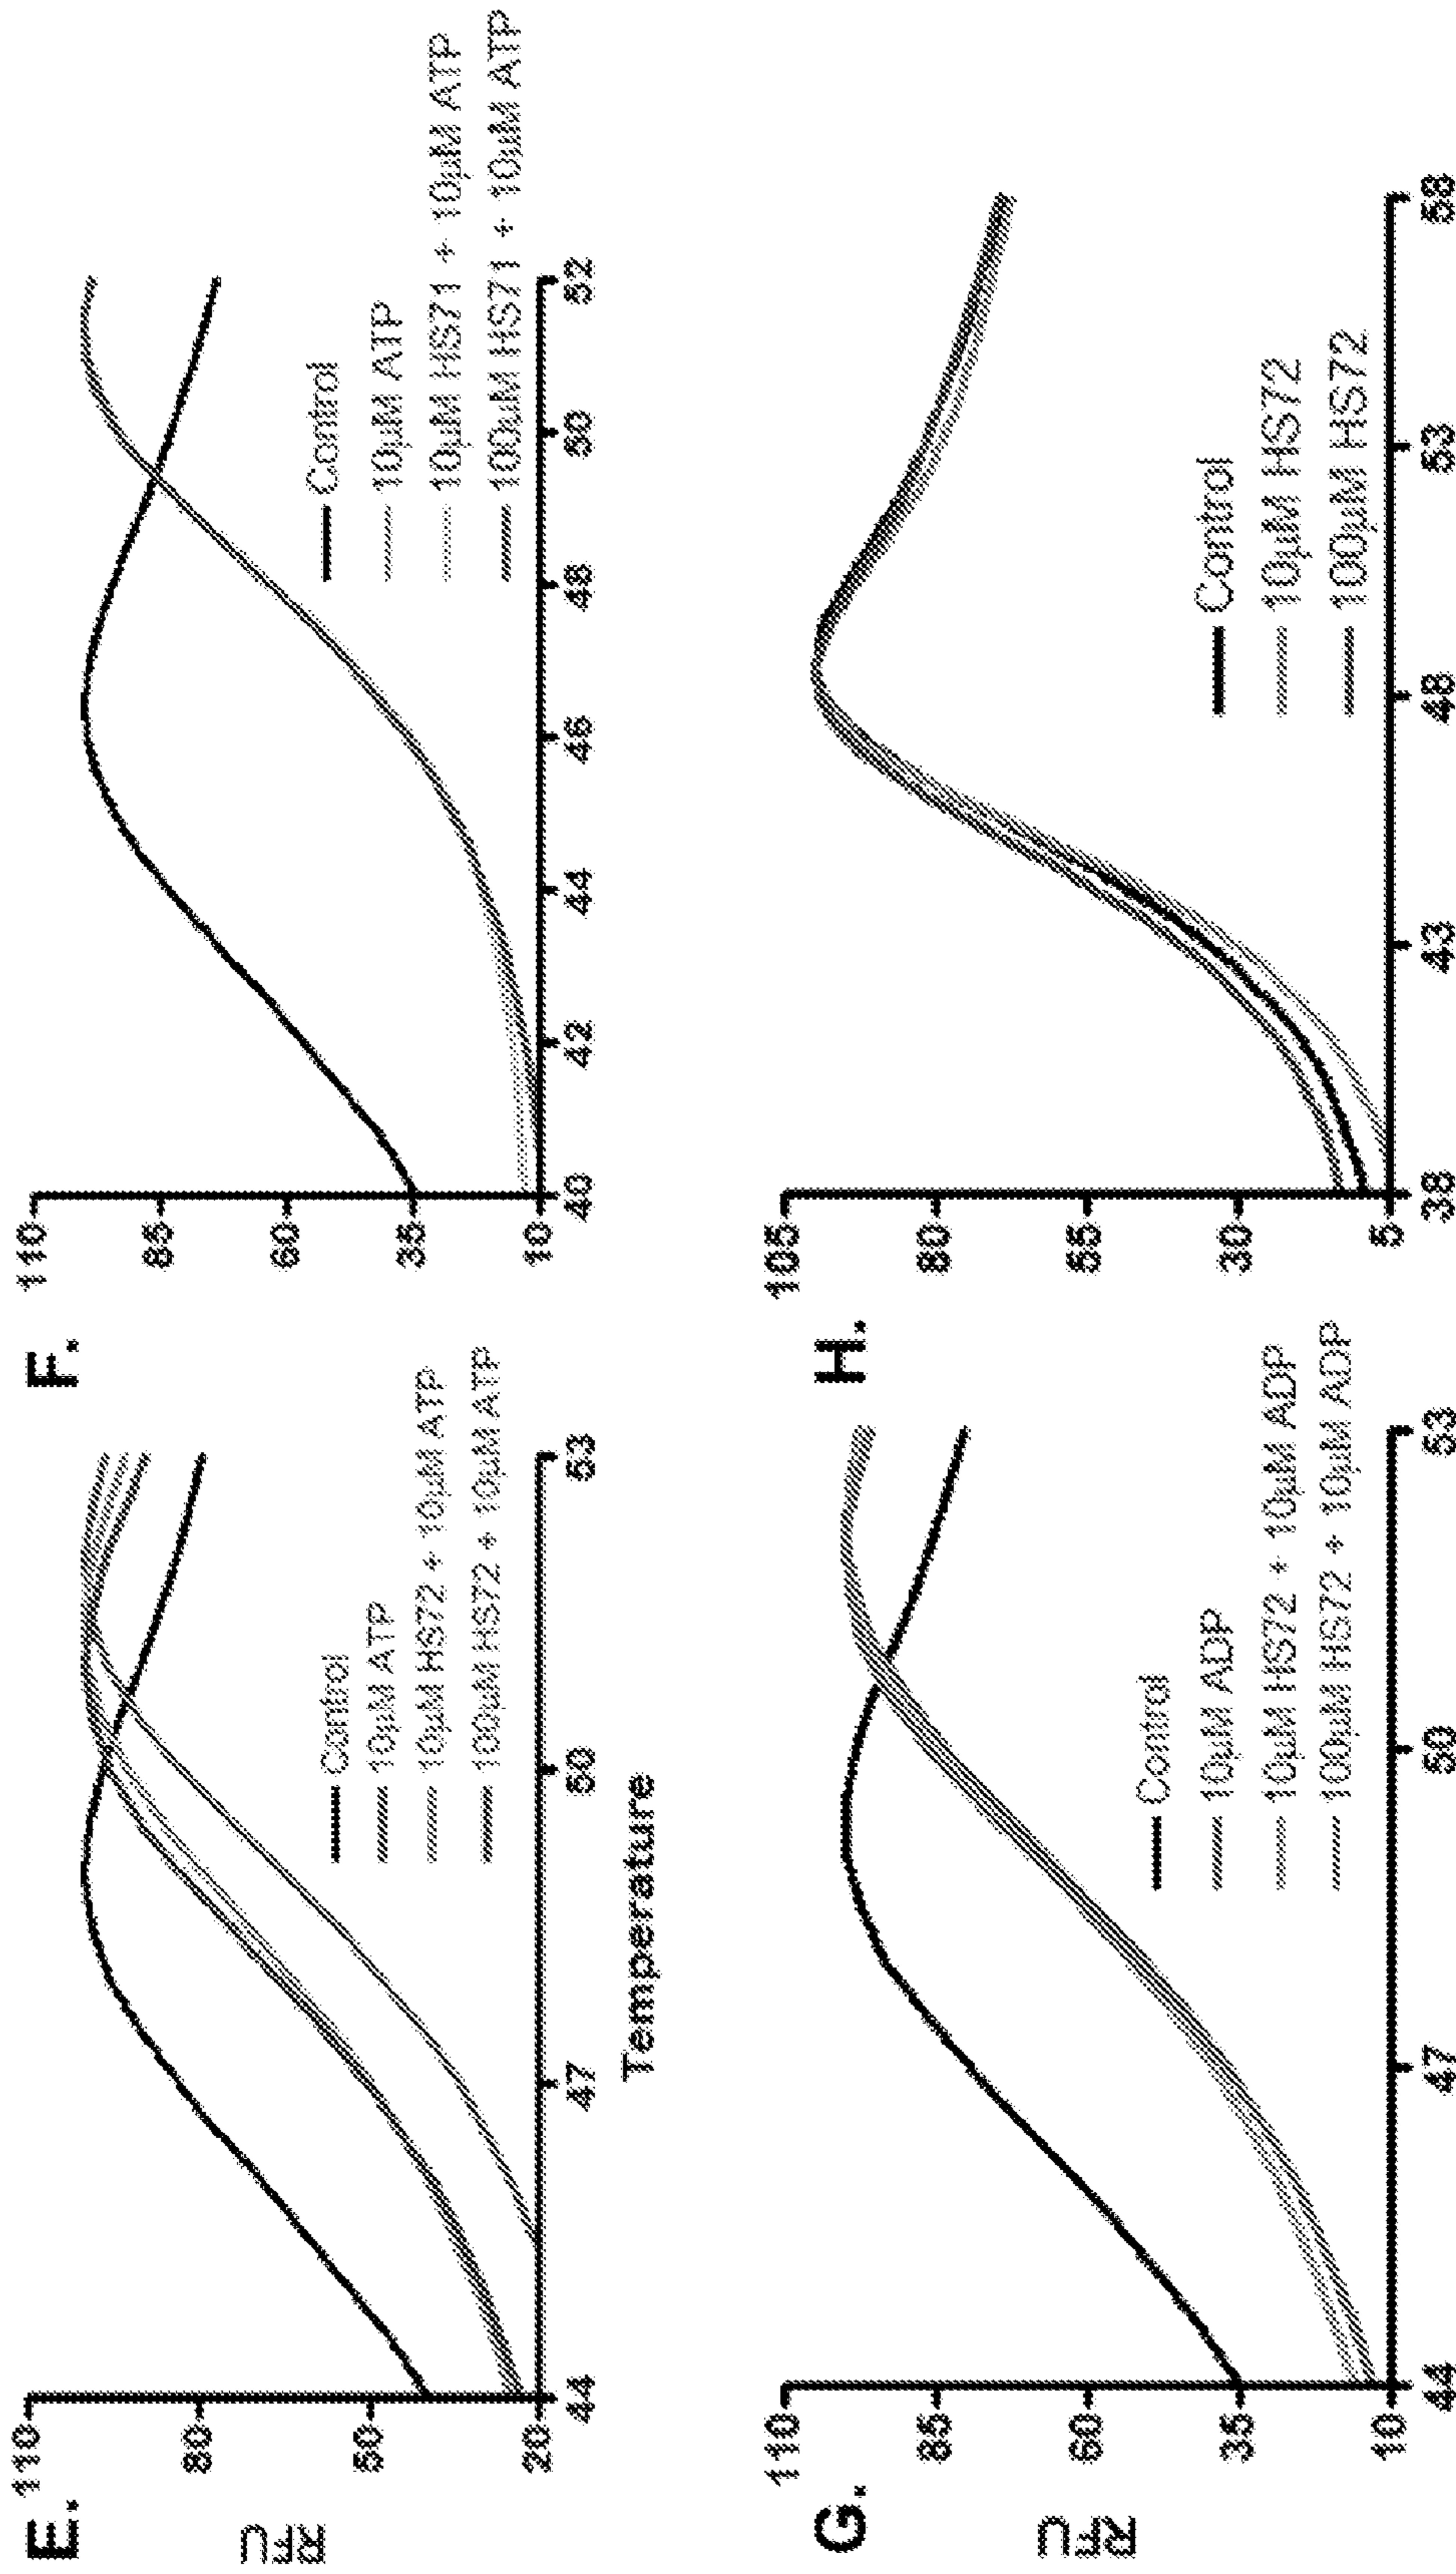 E.
RFU
110
80
50
20
44
47
50
53
Temperature
Control
10µM ATP
10µM HS72 + 10µM ATP
100µM HS72 + 10µM ATP
F.
110
85
60
35
10
40
42
44
46
48
50
52
Control
10µM ATP
10µM HS71 + 10µM ATP
100µM HS71 + 10µM ATP
G.
RFU
110
85
60
35
10
44
47
50
53
Control
10µM ADP
10µM HS72 + 10µM ADP
100µM HS72 + 10µM ADP
H.
105
80
55
30
5
38
43
48
53
58
Control
10µM HS72
100µM HS72